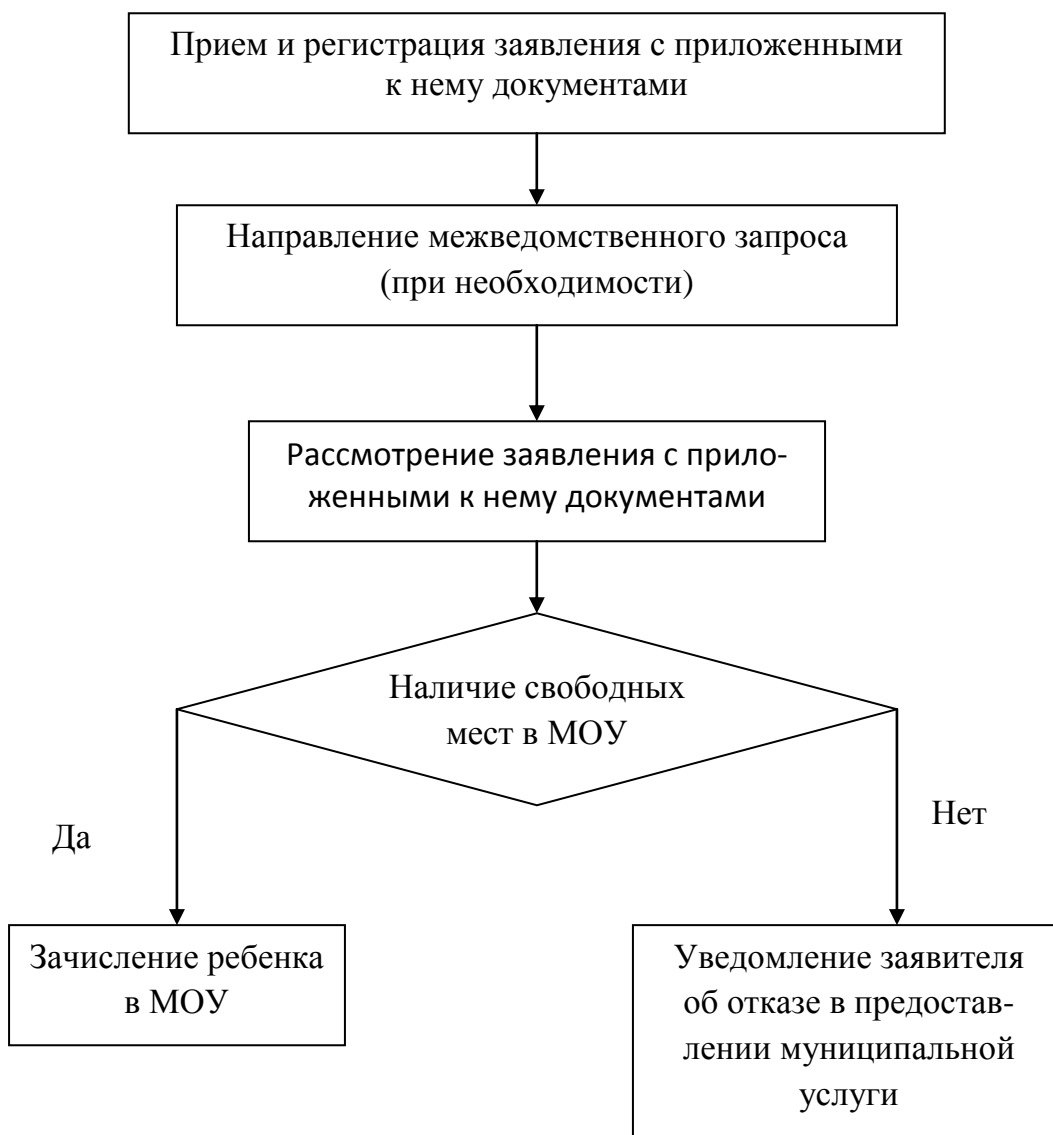 Прием и регистрация заявления с приложенными
к нему документами
Направление межведомственного запроса
(при необходимости)
Рассмотрение заявления с прило-
женными к нему документами
Наличие свободных
мест в МОУ
Да
Нет
Зачисление ребенка
в МОУ
Уведомление заявителя
об отказе в предостав-
лении муниципальной
услуги